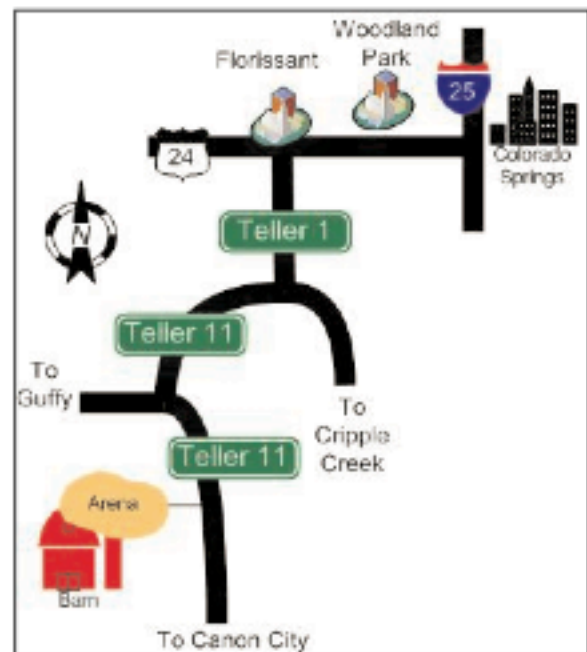 Woodland
Park
Florissant
25
24
Colorado
Springs
N
Teller 1
Teller 11
To
Guffy
To
Cripple
Creek
Teller 11
Arena
Barn
To Canon City